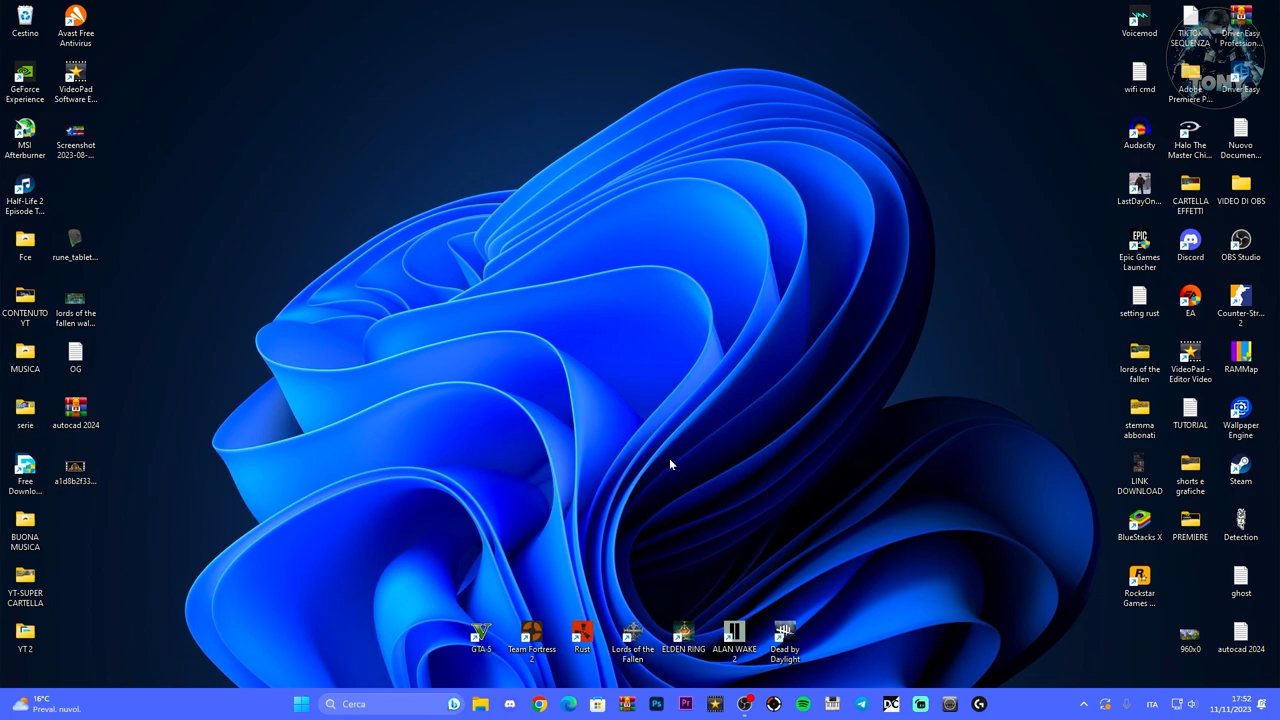 Cestino
Avast Free
Antivirus
GeForce
Experience
VideoPad
Software E...
MSI
Afterburner
Screenshot
2023-08-...
Half-Life 2
Episode T...
Fce
rune_tablet...
CONTENUTO
YT
lords of the
fallen wal...
MUSICA
OG
serie
autocad 2024
Free
Downlo...
a1d8b2f33...
BUONA
MUSICA
YT-SUPER
CARTELLA
YT 2
GTA 5
Team Fortress
2
Rust
Lords of the
Fallen
ELDEN RING
ALAN WAKE
2
Dead by
Daylight
Voicemod
TIKTOK
SEQUENZA
Driver Easy
Profession...
wifi cmd
Adobe
Premiere P...
Driver Easy
TONY
Audacity
Halo The
Master Chi...
Nuovo
Documen...
LastDayOn...
CARTELLA
EFFETTI
VIDEO DI OBS
EPIC
GAMES
Epic Games
Launcher
Discord
OBS Studio
setting rust
EA
Counter-Str...
2
lords of the
fallen
VideoPad -
Editor Video
RAMMap
stemma
abbonati
TUTORIAL
Wallpaper
Engine
LINK
DOWNLOAD
shorts e
grafiche
Steam
BlueStacks X
PREMIERE
Detection
Rockstar
Games ...
ghost
960x0
autocad 2024
16°C
Preval. nuvol.
Cerca
ITA
17:52
11/11/2023